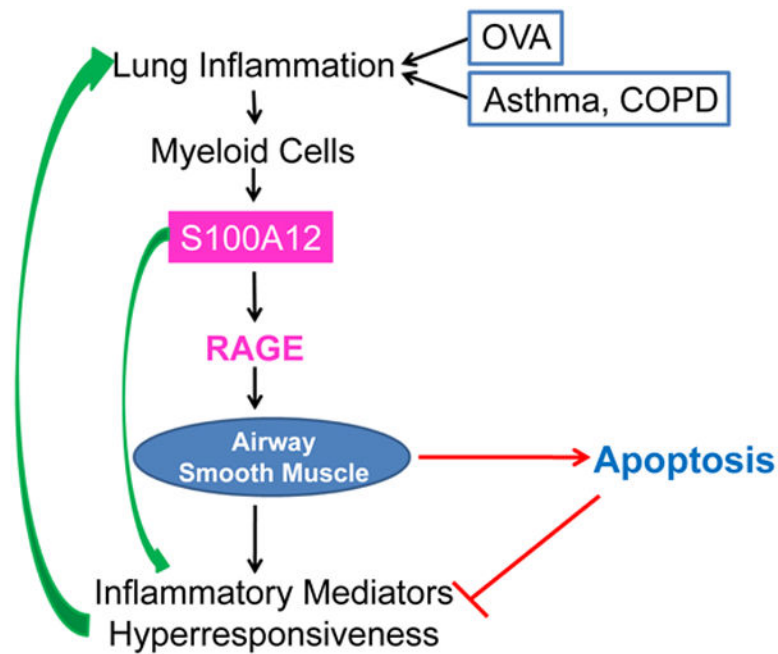 OVA
Lung Inflammation
Asthma, COPD
Myeloid Cells
S100A12
RAGE
Airway
Smooth Muscle
Apoptosis
Inflammatory Mediators
Hyperresponsiveness